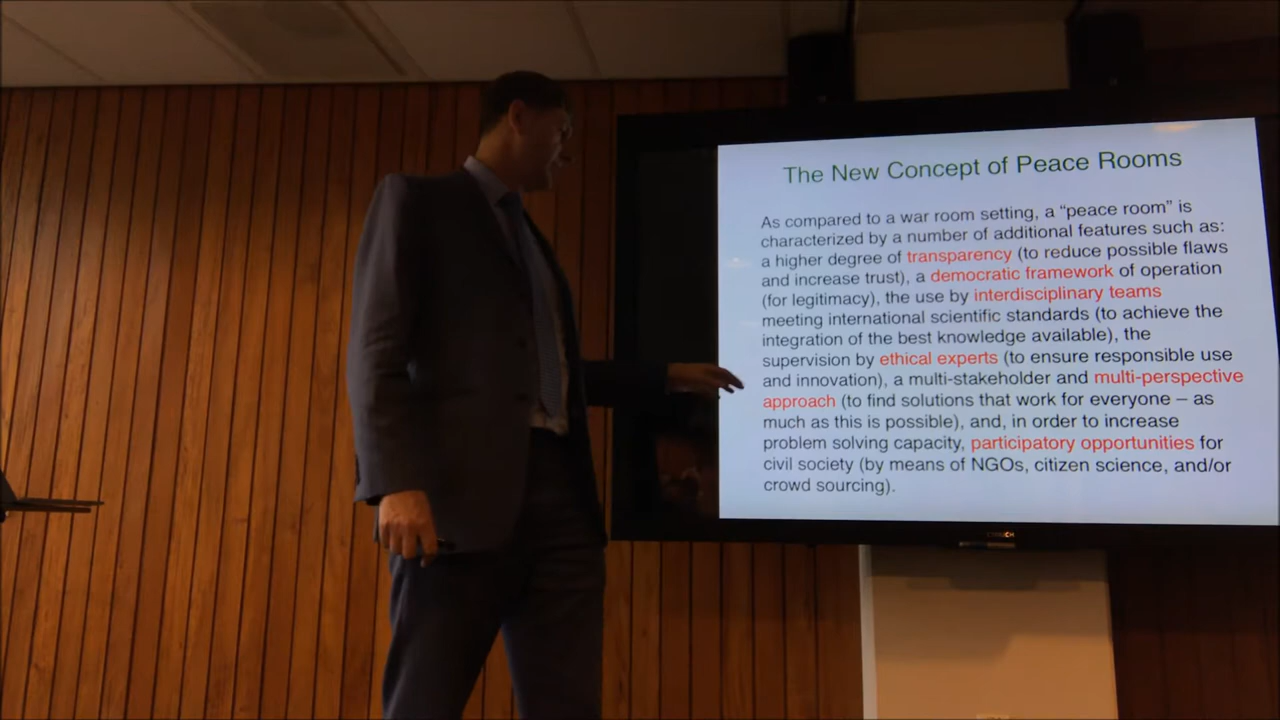 The New Concept of Peace Rooms
As compared to a war room setting, a “peace room” is
characterized by a number of additional features such as:
a higher degree of transparency (to reduce possible flaws
and increase trust), a democratic framework of operation
(for legitimacy), the use by interdisciplinary teams
meeting international scientific standards (to achieve the
integration of the best knowledge available), the
supervision by ethical experts (to ensure responsible use
and innovation), a multi-stakeholder and multi-perspective
approach (to find solutions that work for everyone – as
much as this is possible), and, in order to increase
problem solving capacity, participatory opportunities for
civil society (by means of NGOs, citizen science, and/or
crowd sourcing).